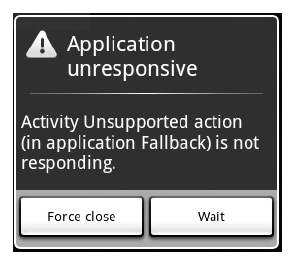 Application
unresponsive
Activity Unsupported action
(in application Fallback) is not
responding.
Force close
Wait